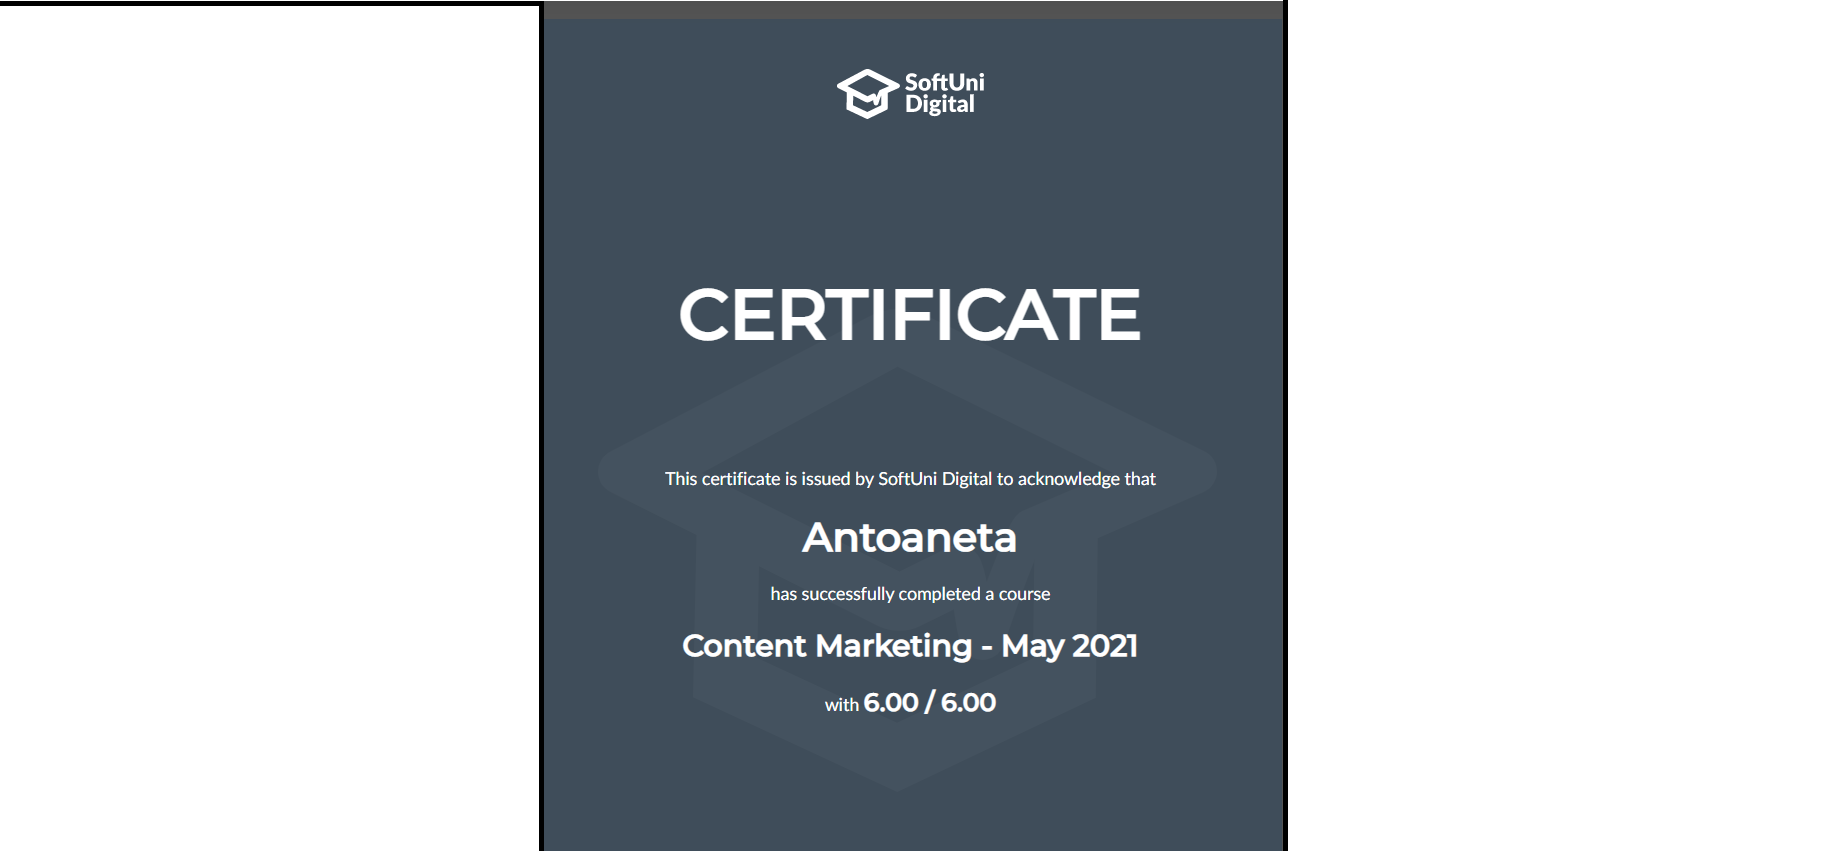 SoftUni
Digital
CERTIFICATE
This certificate is issued by SoftUni Digital to acknowledge that
Antoaneta
has successfully completed a course
Content Marketing - May 2021
with 6.00 / 6.00